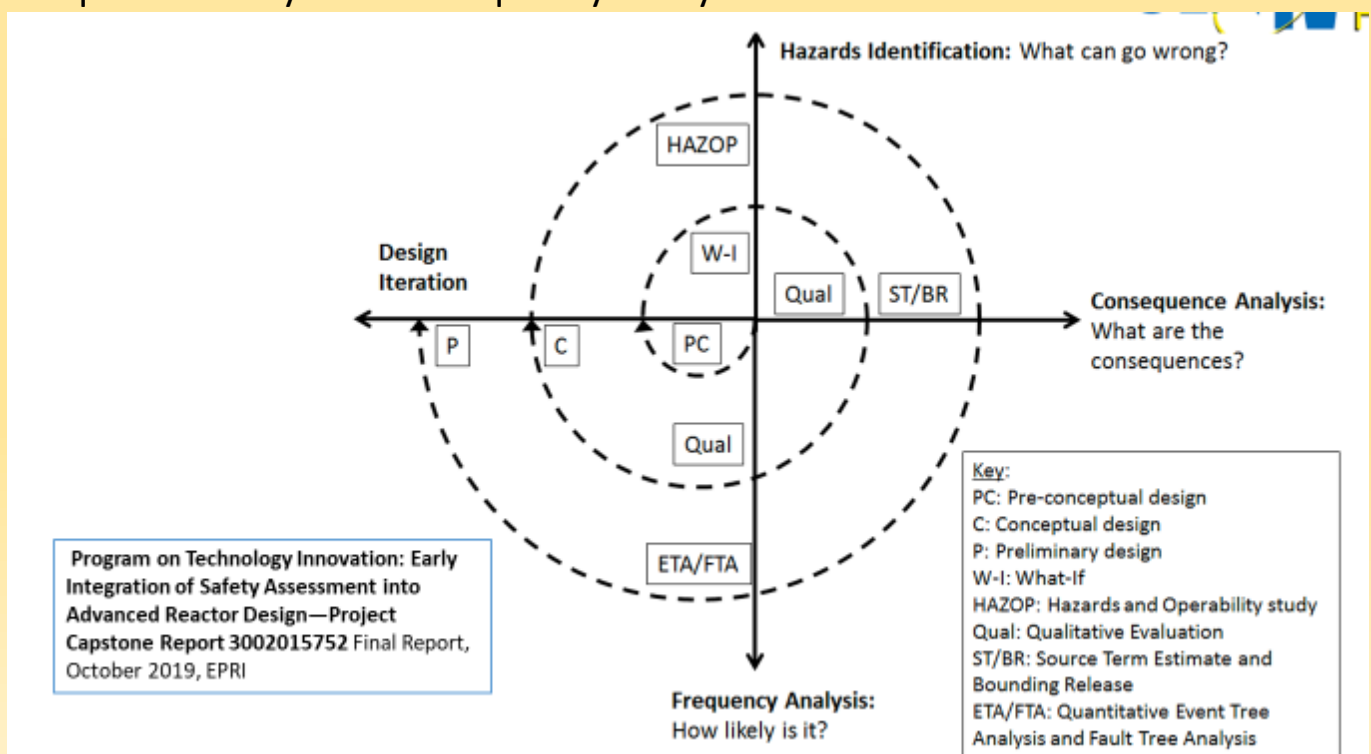 Hazards Identification: What can go wrong?
HAZOP
W-I
Design
Iteration
Qual
ST/BR
Consequence Analysis:
What are the
consequences?
P
C
PC
Qual
ETA/FTA
Frequency Analysis:
How likely is it?
Program on Technology Innovation: Early
Integration of Safety Assessment into
Advanced Reactor Design—Project
Capstone Report 3002015752 Final Report,
October 2019, EPRI
Key:
PC: Pre-conceptual design
C: Conceptual design
P: Preliminary design
W-I: What-If
HAZOP: Hazards and Operability study
Qual: Qualitative Evaluation
ST/BR: Source Term Estimate and
Bounding Release
ETA/FTA: Quantitative Event Tree
Analysis and Fault Tree Analysis